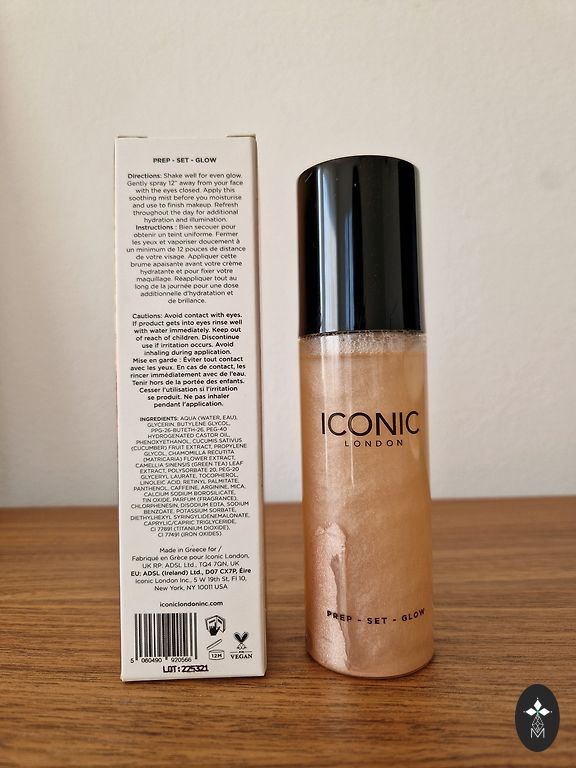 PREP - SET - GLOW
Directions: Shake well for even glow.
Gently spray 12" away from your face
with the eyes closed. Apply this
soothing mist before you moisturise
and use to finish makeup. Refresh
throughout the day for additional
hydration and illumination.
Instructions : Bien secouer pour
obtenir un teint uniforme. Fermer
les yeux et vaporiser doucement à
un minimum de 12 pouces de distance
de votre visage. Appliquer cette
brume apaisante avant votre crème
hydratante et pour fixer votre
maquillage. Réappliquer tout au
long de la journée pour une dose
additionnelle d'hydratation et
de brillance.
Cautions: Avoid contact with eyes.
If product gets into eyes rinse well
with water immediately. Keep out
of reach of children. Discontinue
use if irritation occurs. Avoid
inhaling during application.
Mise en garde : Éviter tout contact
avec les yeux. En cas de contact, les
rincer immédiatement avec de l'eau.
Tenir hors de la portée des enfants.
Cesser l'utilisation si l'irritation
se produit. Ne pas inhaler
pendant l'application.
INGREDIENTS: AQUA (WATER, EAU),
GLYCERIN, BUTYLENE GLYCOL,
PPG-26-BUTETH-26, PEG-40
HYDROGENATED CASTOR OIL,
PHENOXYETHANOL, CUCUMIS SATIVUS
(CUCUMBER) FRUIT EXTRACT, PROPYLENE
GLYCOL, CHAMOMILLA RECUTITA
(MATRICARIA) FLOWER EXTRACT,
CAMELLIA SINENSIS (GREEN TEA) LEAF
EXTRACT, POLYSORBATE 20, PEG-20
GLYCERYL LAURATE, TOCOPHEROL,
LINOLEIC ACID, RETINYL PALMITATE,
PANTHENOL, CAFFEINE, ARGININE, MICA,
CALCIUM SODIUM BOROSILICATE,
TIN OXIDE, PARFUM (FRAGRANCE),
CHLORPHENESIN, DISODIUM EDTA, SODIUM
BENZOATE, POTASSIUM SORBATE,
DIETHYLHEXYL SYRINGYLIDENEMALONATE,
CAPRYLIC/CAPRIC TRIGLYCERIDE,
CI 77891 (TITANIUM DIOXIDE),
CI 77491 (IRON OXIDES)
Made in Greece for /
Fabriqué en Grèce pour Iconic London,
UK RP: ADSL Ltd., TQ4 7QN, UK
EU: ADSL (Ireland) Ltd., D07 CX7P, Éire
Iconic London Inc., 5 W 19th St, Fl 10,
New York, NY 10011 USA
iconiclondoninc.com
12M
VEGAN
5 060490 920566
LOT: 225321
ICONIC
LONDON
PREP - SET - GLOW
M